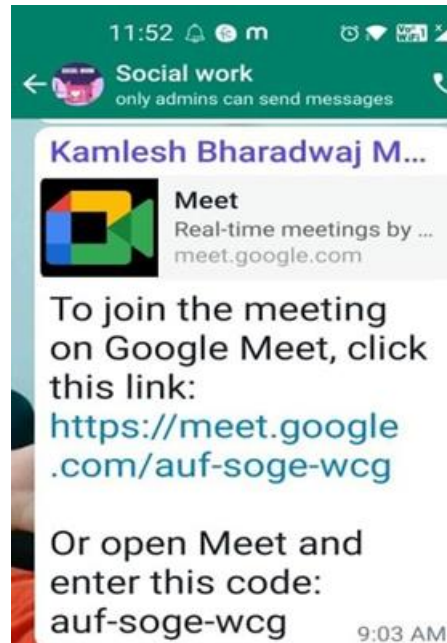 11:52
Social work
only admins can send messages
Kamlesh Bharadwaj M...
Meet
Real-time meetings by ...
meet.google.com
To join the meeting
on Google Meet, click
this link:
https://meet.google
.com/auf-soge-wcg
Or open Meet and
enter this code:
auf-soge-wcg
9:03 AM